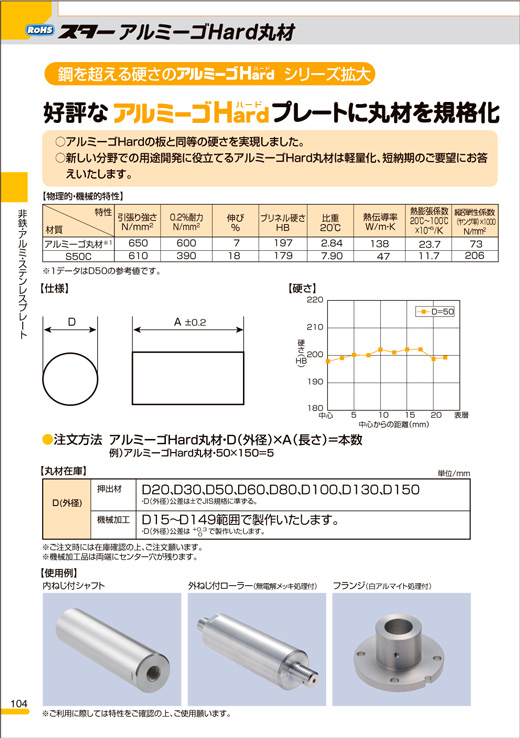 RoHS スター アルミーゴHard丸材
鋼を超える硬さのアルミーゴHard シリーズ拡大
ハード
好評な アルミーゴHard プレートに丸材を規格化
ハード
○アルミーゴHardの板と同等の硬さを実現しました。
○新しい分野での用途開発に役立てるアルミーゴHard丸材は軽量化、短納期のご要望にお答
えいたします。
非鉄・アルミ・ステンレスプレート
【物理的・機械的特性】
特性 引張り強さ N/mm² 0.2%耐力 N/mm² 伸び % ブリネル硬さ HB 比重 20℃ 熱伝導率 W/m·K 熱膨張係数 20℃~100℃ ×10⁻⁶/K 縦弾性係数 (ヤング率)×1000 N/mm²
材質
アルミーゴ丸材※1 650 600 7 197 2.84 138 23.7 73
S50C 610 390 18 179 7.90 47 11.7 206
※1データはD50の参考値です。
【仕様】
D
A ±0.2
【硬さ】
220
210
200
190
180
硬さ(HB)
D=50
中心 5 10 15 20 22 表層
中心からの距離(mm)
●注文方法 アルミーゴHard丸材・D(外径)×A(長さ)=本数
例)アルミーゴHard丸材・50×150=5
【丸材在庫】
単位/mm
D(外径)
押出材 D20、D30、D50、D60、D80、D100、D130、D150
・D(外径)公差は±でJIS規格に準ずる。
機械加工 D15~D149範囲で製作いたします。
・D(外径)公差は +0.3 0 で製作いたします。
※ご注文時には在庫確認の上、ご注文願います。
※機械加工品は両端にセンター穴が残ります。
【使用例】
内ねじ付シャフト 外ねじ付ローラー(無電解メッキ処理付) フランジ(白アルマイト処理付)
104
※ご利用に際しては特性をご確認の上、ご使用願います。